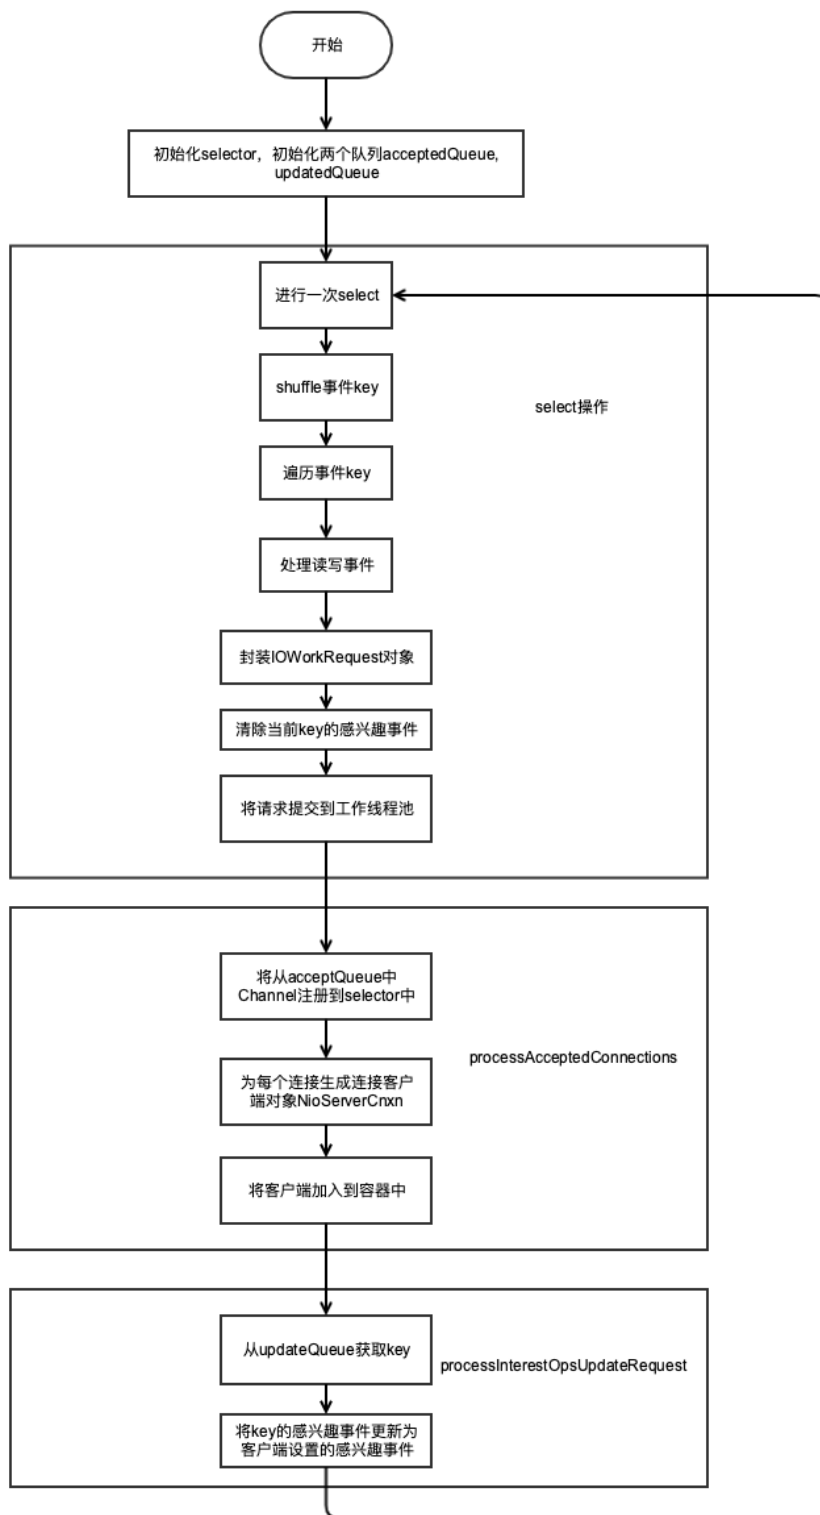 开始
初始化selector，初始化两个队列acceptedQueue,
updatedQueue
进行一次select
shuffle事件key
select操作
遍历事件key
处理读写事件
封装IOWorkRequest对象
清除当前key的感兴趣事件
将请求提交到工作线程池
将从acceptQueue中
Channel注册到selector中
processAcceptedConnections
为每个连接生成连接客户
端对象NioServerCnxn
将客户端加入到容器中
从updateQueue获取key
processInterestOpsUpdateRequest
将key的感兴趣事件更新为
客户端设置的感兴趣事件